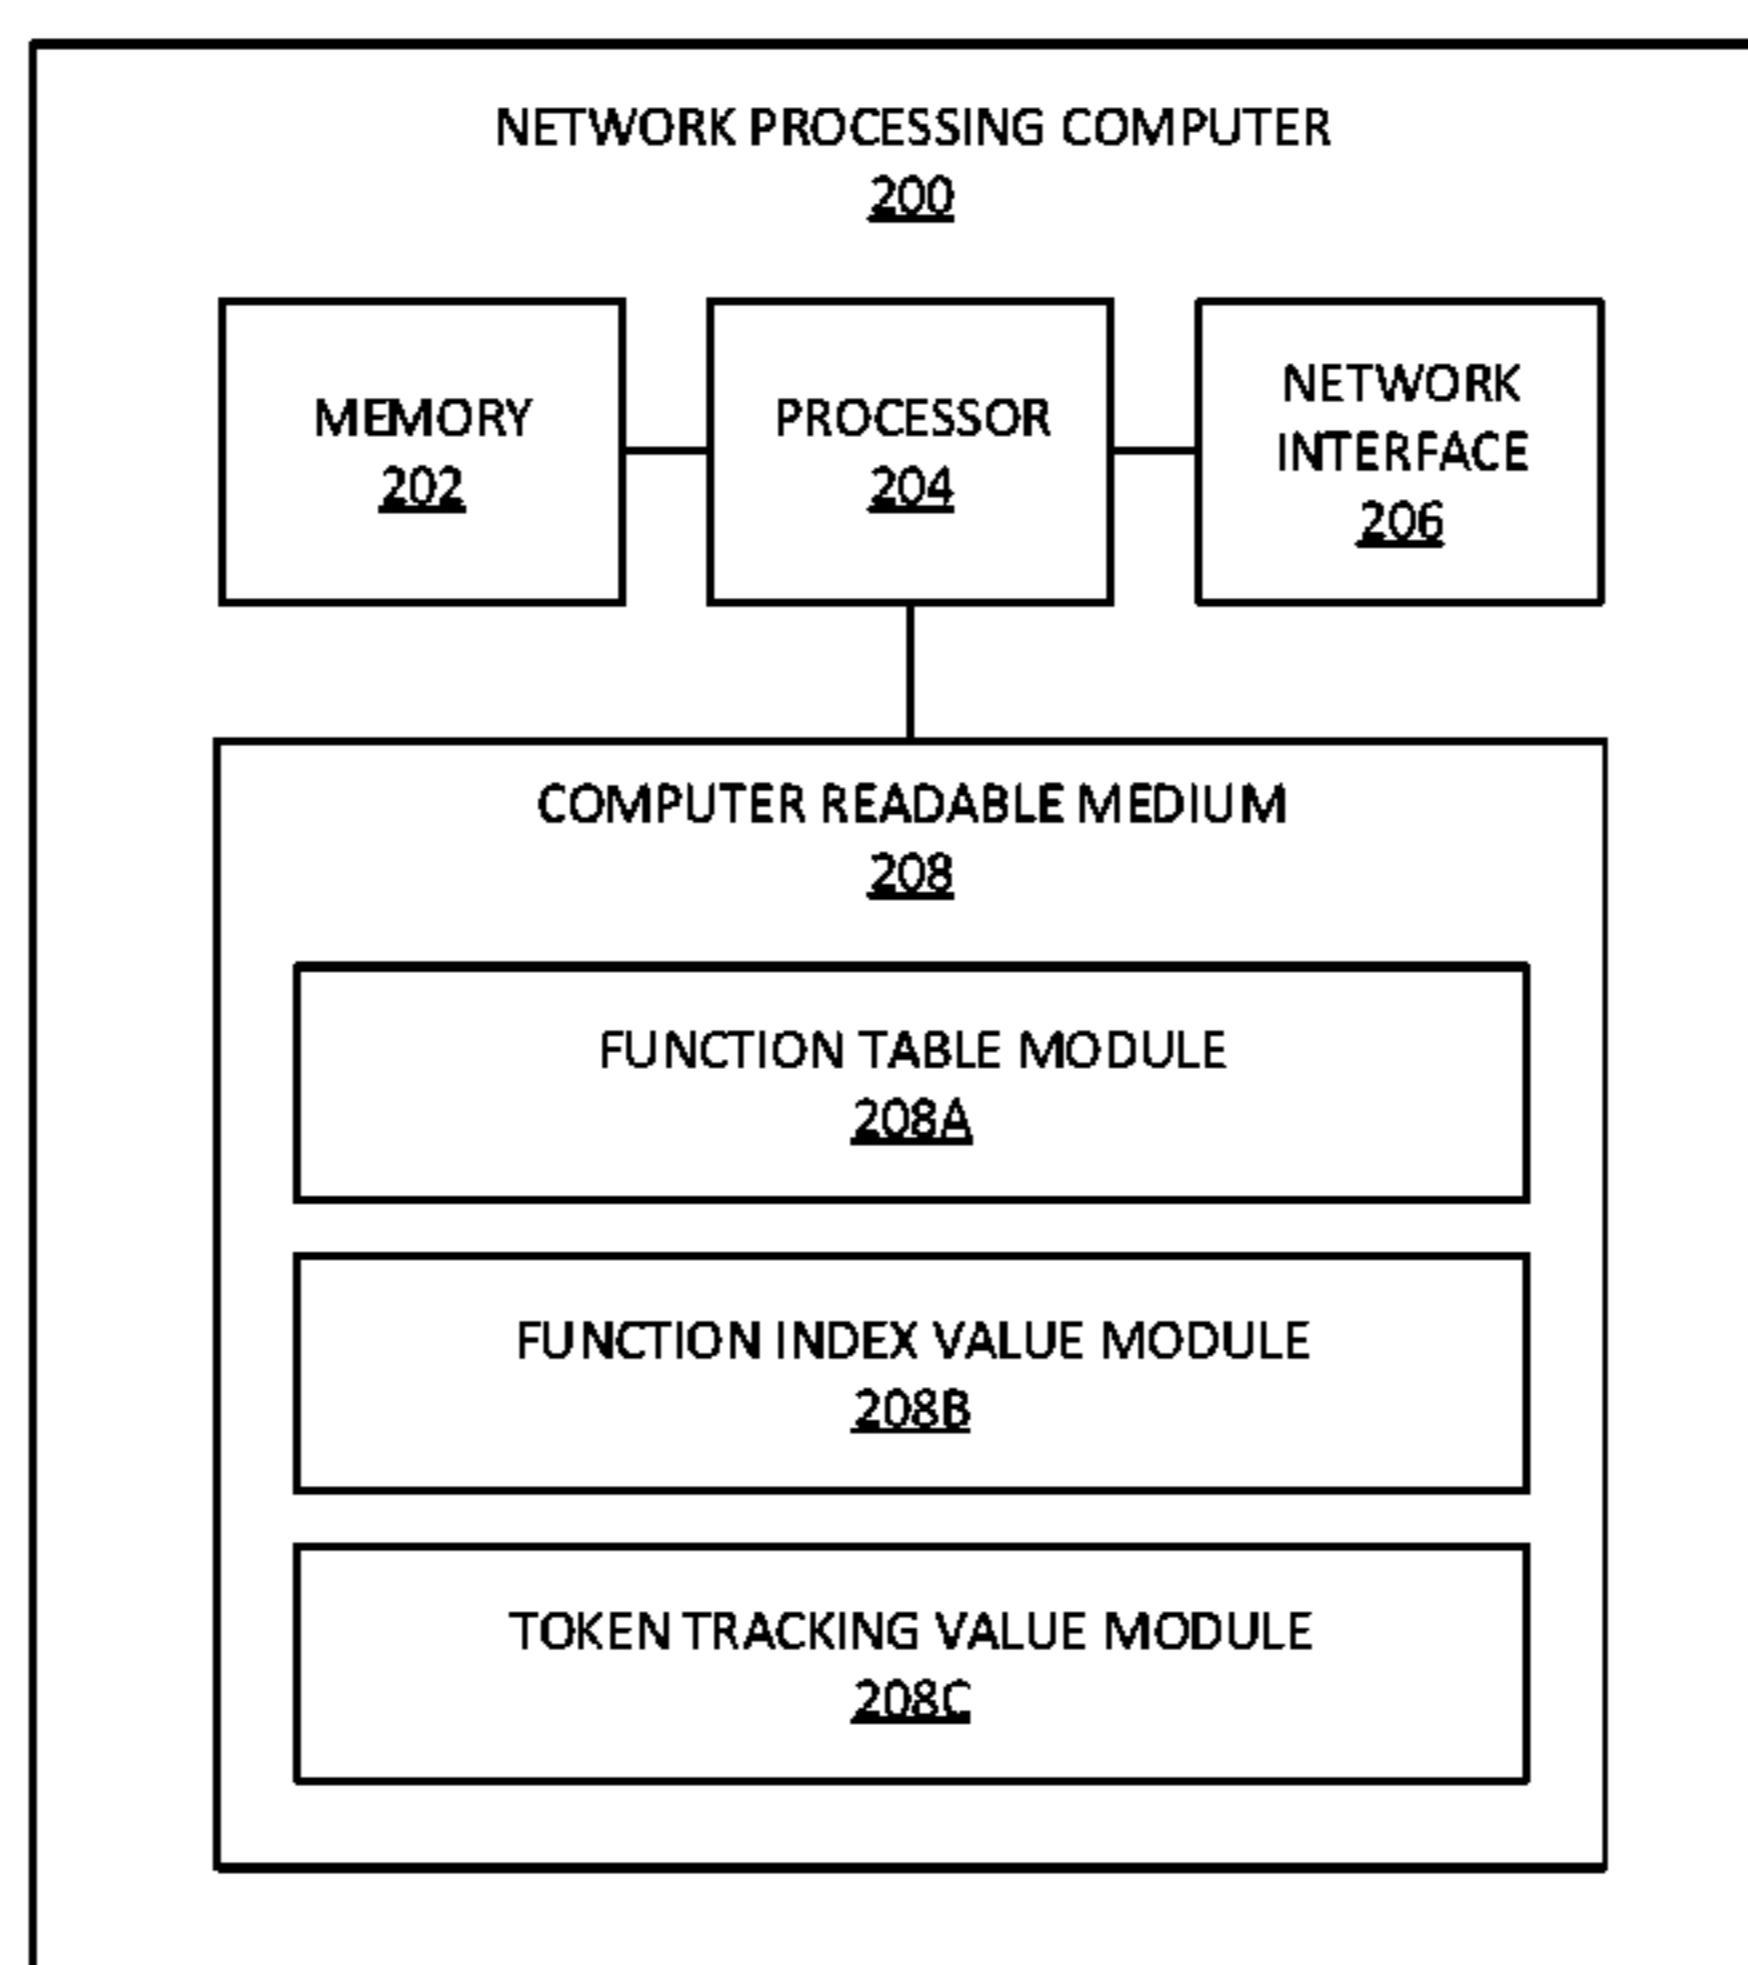 NETWORK PROCESSING COMPUTER
200
MEMORY
202
PROCESSOR
204
NETWORK
INTERFACE
206
COMPUTER READABLE MEDIUM
208
FUNCTION TABLE MODULE
208A
FUNCTION INDEX VALUE MODULE
208B
TOKEN TRACKING VALUE MODULE
208C